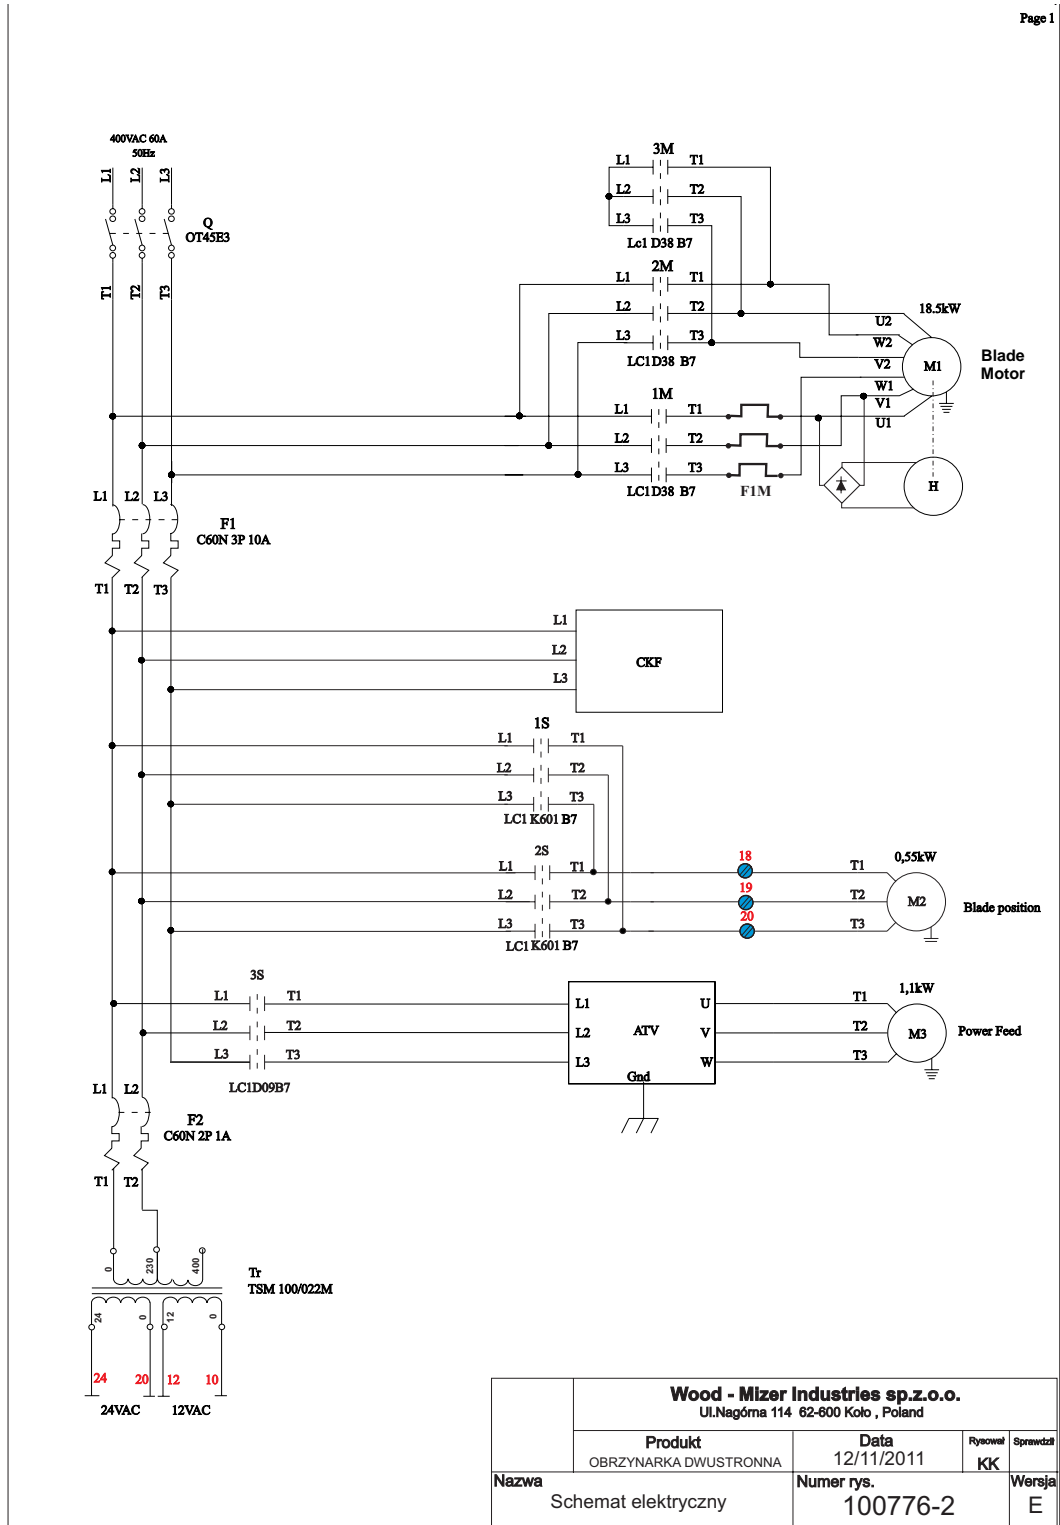 Page 1
400VAC 60A
50Hz
L1 L2 L3
Q
OT45E3
T1 T2 T3
3M
L1 T1
L2 T2
L3 T3
Lc1 D38 B7
2M
L1 T1
L2 T2
L3 T3
LC1D38 B7
18.5kW
U2
W2
V2
W1
V1
U1
M1
Blade
Motor
1M
L1 T1
L2 T2
L3 T3
LC1D38 B7
F1M
H
L1 L2 L3
F1
C60N 3P 10A
T1 T2 T3
L1
L2
L3
CKF
1S
L1 T1
L2 T2
L3 T3
LC1 K601 B7
2S
L1 T1 18 T1 0,55kW
L2 T2 19 T2 M2
L3 T3 20 T3
Blade position
LC1 K601 B7
3S
L1 T1 L1 U T1 1,1kW
L2 T2 L2 ATV V T2 M3
L3 T3 L3 W T3
Power Feed
LC1D09B7
Gnd
L1 L2
F2
C60N 2P 1A
T1 T2
0 230 400
Tr
TSM 100/022M
24 0 12 0
24 20 12 10
24VAC 12VAC
Wood - Mizer Industries sp.z.o.o.
Ul.Nagórna 114 62-600 Koło , Poland
Produkt Data Rysował Sprawdził
OBRZYNARKA DWUSTRONNA 12/11/2011 KK
Nazwa Numer rys. Wersja
Schemat elektryczny 100776-2 E